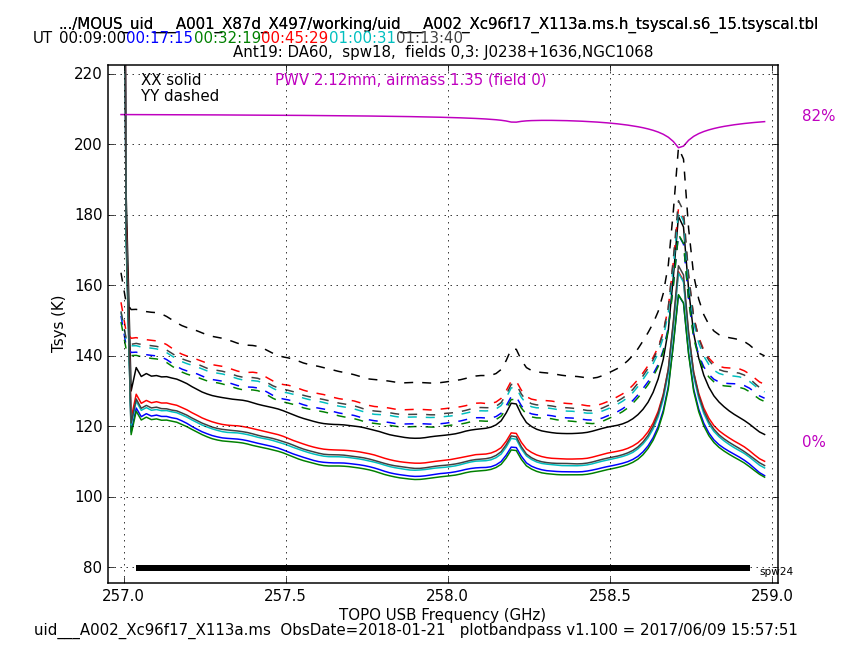 .../MOUS_uid___A001_X87d_X497/working/uid___A002_Xc96f17_X113a.ms.h_tsyscal.s6_15.tsyscal.tbl
UT 00:09:00 00:17:15 00:32:19 00:45:29 01:00:31 01:13:40
Ant19: DA60, spw18, fields 0,3: J0238+1636,NGC1068
XX solid
PWV 2.12mm, airmass 1.35 (field 0)
YY dashed
82%
0%
220
200
180
160
140
120
100
80
Tsys (K)
spw24
257.0 257.5 258.0 258.5 259.0
TOPO USB Frequency (GHz)
uid___A002_Xc96f17_X113a.ms ObsDate=2018-01-21 plotbandpass v1.100 = 2017/06/09 15:57:51